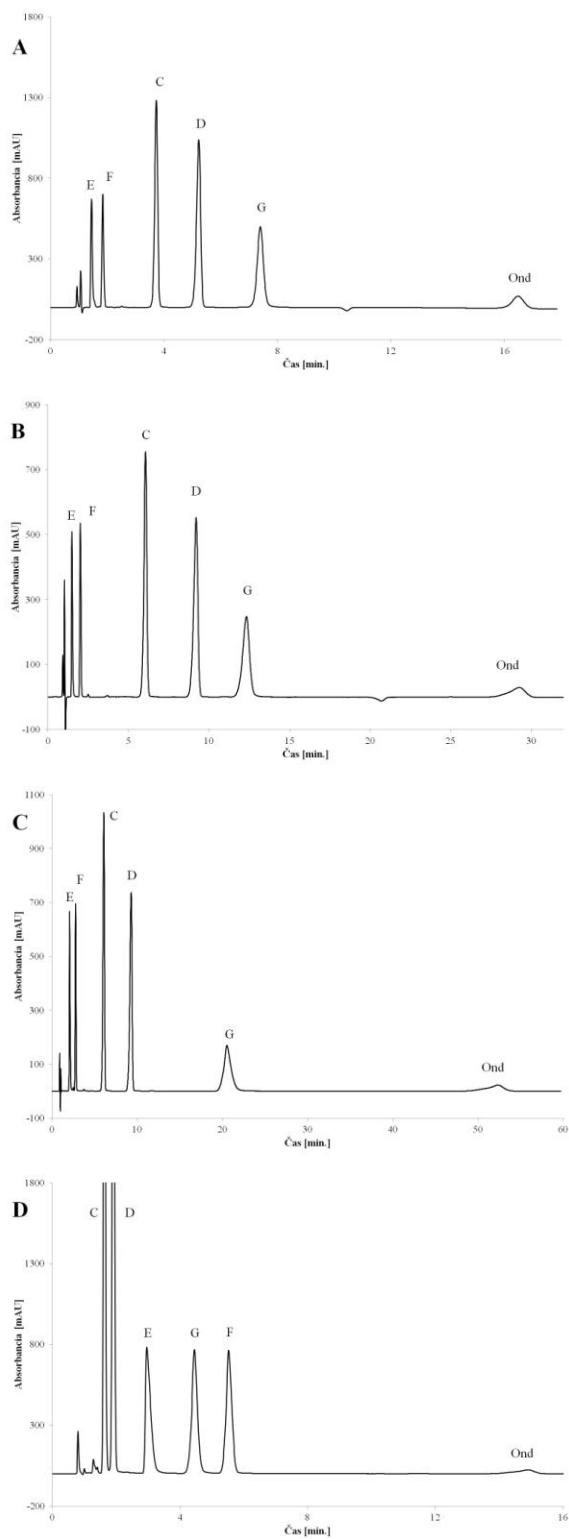 A
Absorbancia [mAU]
1800
1300
800
300
-200
E
F
C
D
G
Ond
0
4
8
12
16
Čas [min.]
B
Absorbancia [mAU]
900
700
500
300
100
-100
E
F
C
D
G
Ond
0
5
10
15
20
25
30
Čas [min.]
C
Absorbancia [mAU]
1100
900
700
500
300
100
-100
E
F
C
D
G
Ond
0
10
20
30
40
50
60
Čas [min.]
D
Absorbancia [mAU]
1800
1300
800
300
-200
C
D
E
G
F
Ond
0
4
8
12
16
Čas [min.]